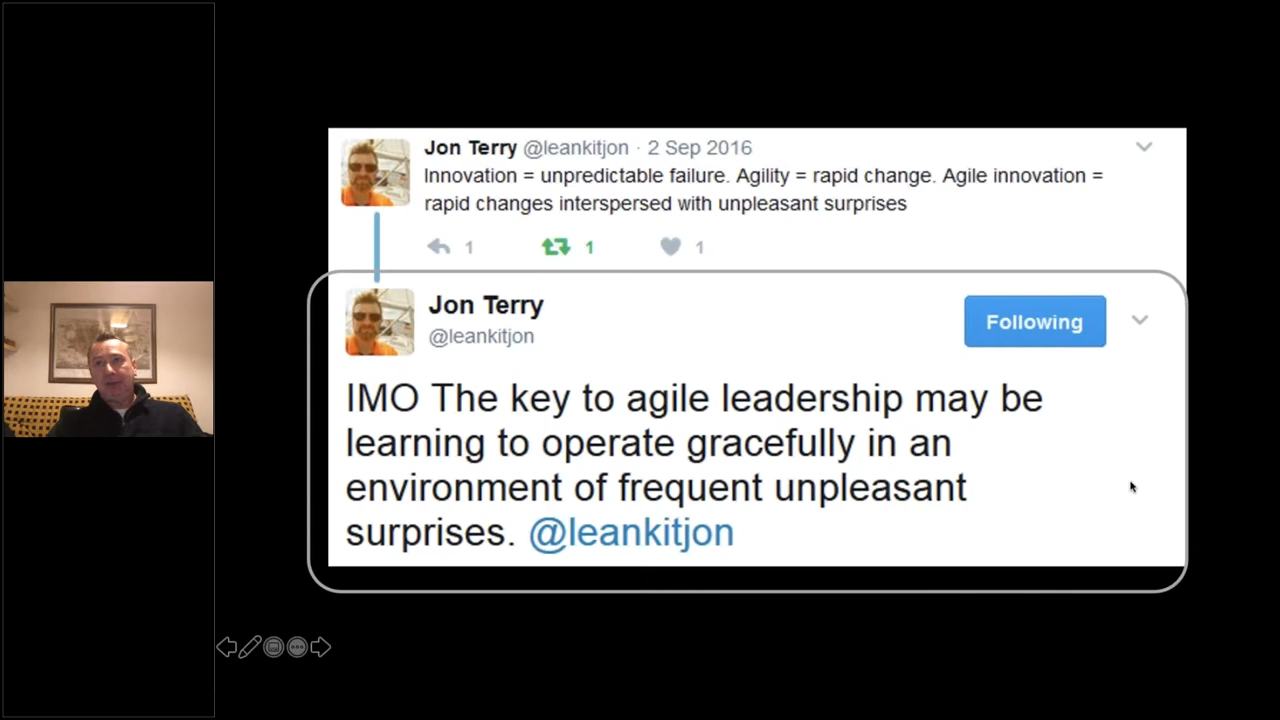 Jon Terry @leankitjon · 2 Sep 2016
Innovation = unpredictable failure. Agility = rapid change. Agile innovation =
rapid changes interspersed with unpleasant surprises
1 1 1
Jon Terry
@leankitjon
Following
IMO The key to agile leadership may be
learning to operate gracefully in an
environment of frequent unpleasant
surprises. @leankitjon